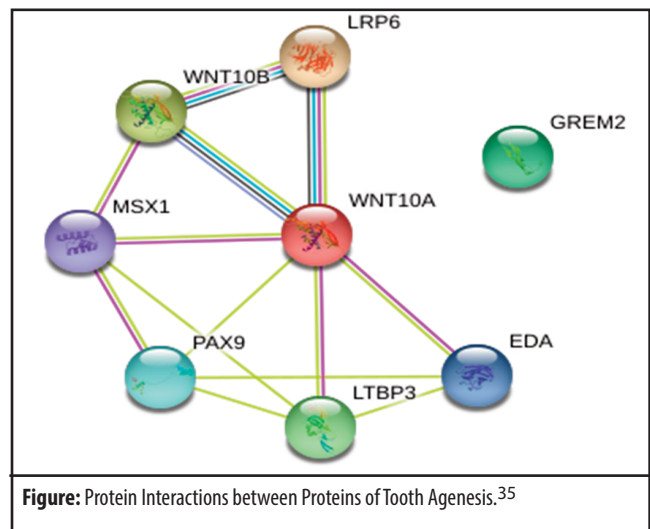 LRP6
WNT10B
GREM2
WNT10A
MSX1
PAX9
EDA
LTBP3
Figure: Protein Interactions between Proteins of Tooth Agenesis.35